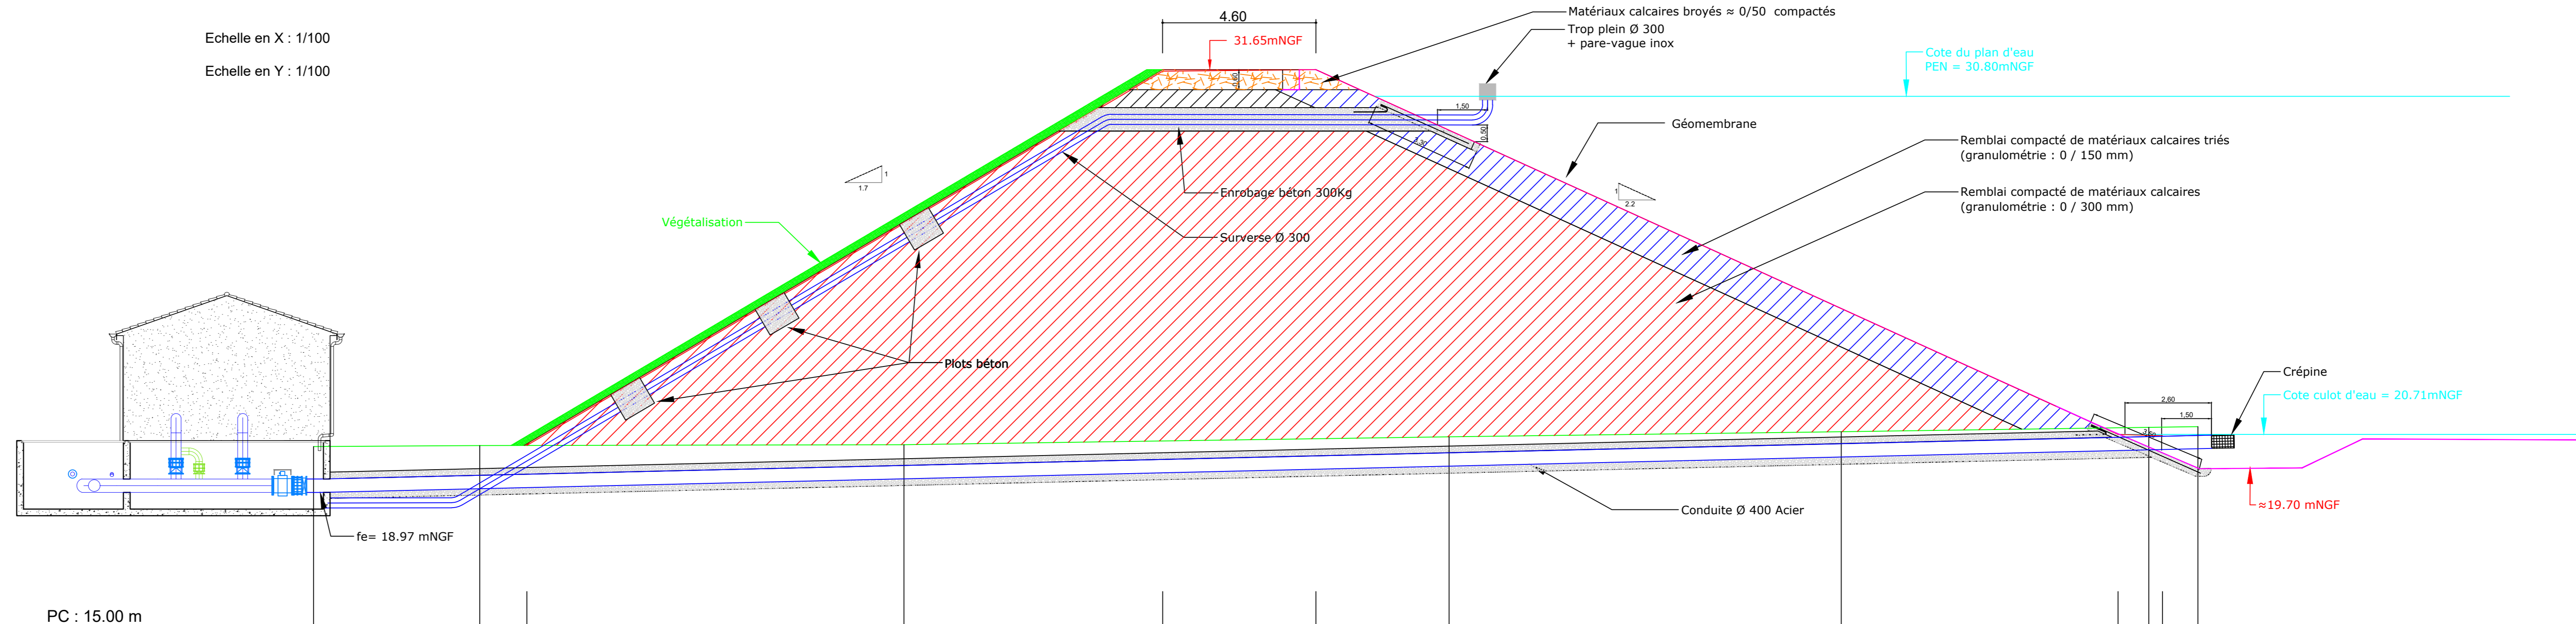 4.60
Matériaux calcaires broyés ≈ 0/50 compactés
Trop plein Ø 300
+ pare-vague inox
Echelle en X : 1/100
31.65mNGF
Cote du plan d'eau
PEN = 30.80mNGF
Echelle en Y : 1/100
0.60
1,50
0,50
Géomembrane
Remblai compacté de matériaux calcaires triés
(granulométrie : 0 / 150 mm)
1
1.7
Enrobage béton 300Kg
1
2.2
Remblai compacté de matériaux calcaires
(granulométrie : 0 / 300 mm)
Végétalisation
Surverse Ø 300
Plots béton
Crépine
2,60
Cote culot d'eau = 20.71mNGF
1,50
Conduite Ø 400 Acier
≈19.70 mNGF
fe= 18.97 mNGF
PC : 15.00 m